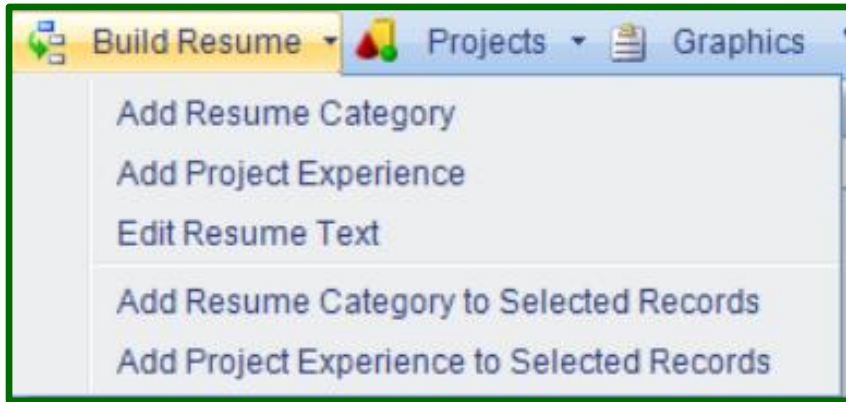 Build Resume Projects Graphics
Add Resume Category
Add Project Experience
Edit Resume Text
Add Resume Category to Selected Records
Add Project Experience to Selected Records